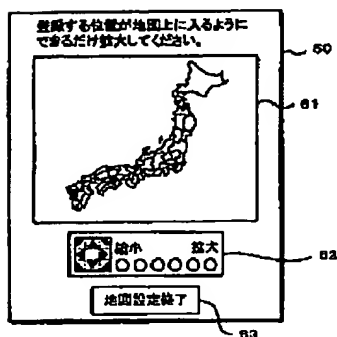 登録する位置が地図上に入るように
できるだけ拡大してください。
60
61
縮小 拡大
62
地図設定終了
63